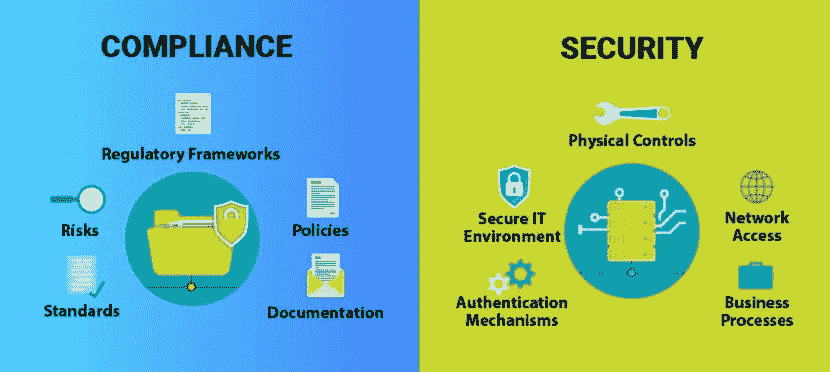 COMPLIANCE
Regulatory Frameworks
Risks
Policies
Standards
Documentation
SECURITY
Physical Controls
Secure IT
Environment
Network
Access
Authentication
Mechanisms
Business
Processes